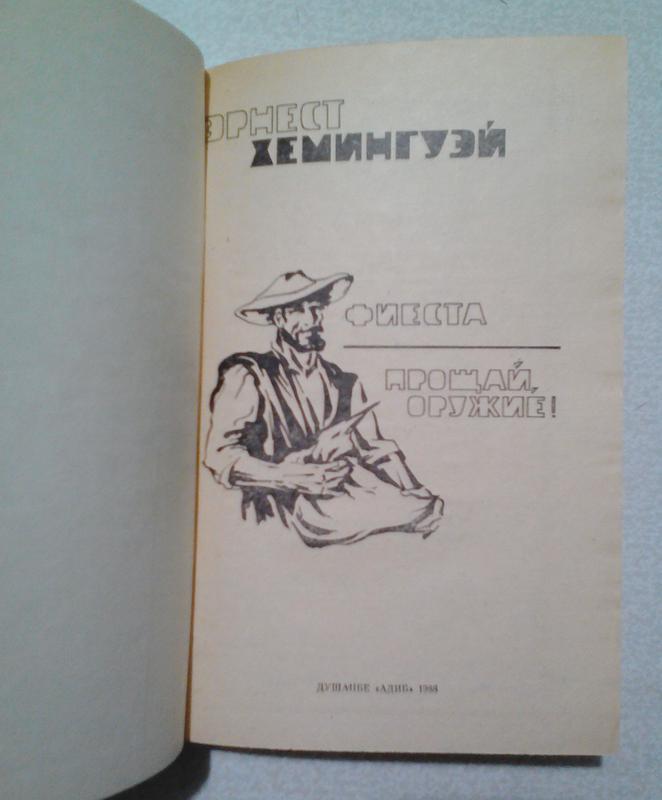 ЭРНЕСТ
ХЕМИНГУЭЙ
ФИЕСТА
ПРОЩАЙ,
ОРУЖИЕ!
ДУШАНБЕ «АДИБ» 1988